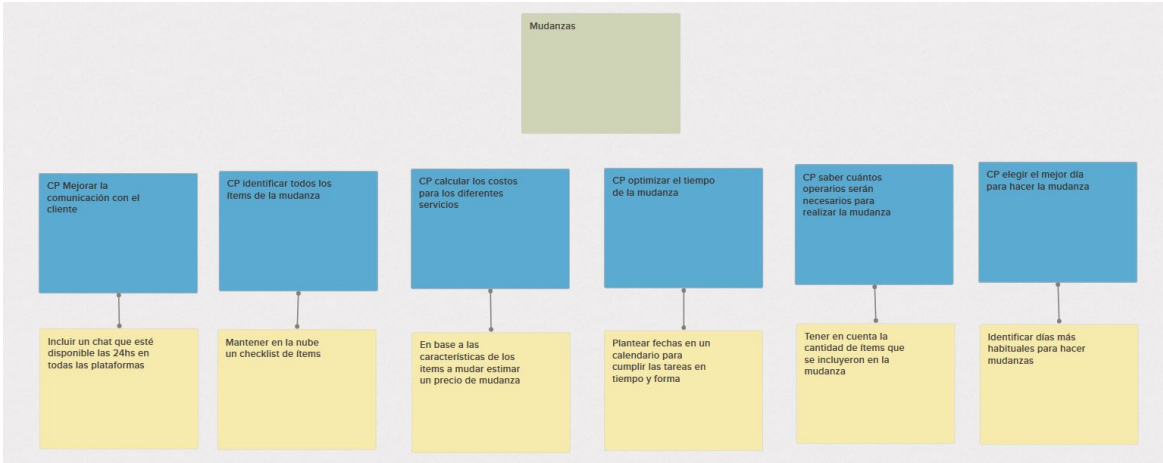 Mudanzas
CP Mejorar la
comunicación con el
cliente
CP identificar todos los
ítems de la mudanza
CP calcular los costos
para los diferentes
servicios
CP optimizar el tiempo
de la mudanza
CP saber cuántos
operarios serán
necesarios para
realizar la mudanza
CP elegir el mejor día
para hacer la mudanza
Incluir un chat que esté
disponible las 24hs en
todas las plataformas
Mantener en la nube
un checklist de ítems
En base a las
características de los
items a mudar estimar
un precio de mudanza
Plantear fechas en un
calendario para
cumplir las tareas en
tiempo y forma
Tener en cuenta la
cantidad de ítems que
se incluyeron en la
mudanza
Identificar días más
habituales para hacer
mudanzas